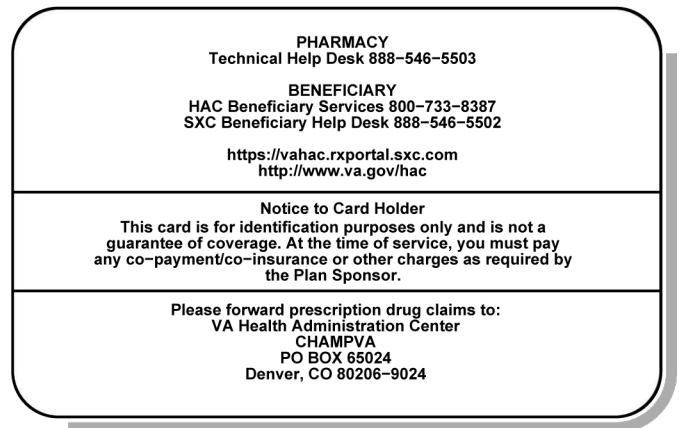 PHARMACY
Technical Help Desk 888−546−5503
BENEFICIARY
HAC Beneficiary Services 800−733−8387
SXC Beneficiary Help Desk 888−546−5502
https://vahac.rxportal.sxc.com
http://www.va.gov/hac
Notice to Card Holder
This card is for identification purposes only and is not a
guarantee of coverage. At the time of service, you must pay
any co−payment/co−insurance or other charges as required by
the Plan Sponsor.
Please forward prescription drug claims to:
VA Health Administration Center
CHAMPVA
PO BOX 65024
Denver, CO 80206−9024